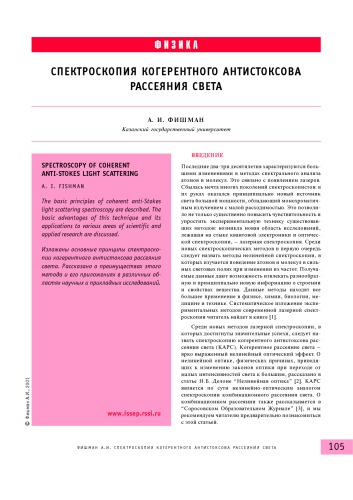 ФИЗИКА
СПЕКТРОСКОПИЯ КОГЕРЕНТНОГО АНТИСТОКСОВА
РАССЕЯНИЯ СВЕТА
А. И. ФИШМАН
Казанский государственный университет
SPECTROSCOPY OF COHERENT
ANTI-STOKES LIGHT SCATTERING
A. I. FISHMAN
The basic principles of coherent anti-Stokes
light scattering spectroscopy are described. The
basic advantages of this technique and its
applications to various areas of scientific and
applied research are discussed.
Изложены основные принципы спектроско-
пии когерентного антистоксова рассеяния
света. Рассказано о преимуществах этого
метода и его приложениях в различных об-
ластях научных и прикладных исследований.
© Фишман А.И., 2001
www.issep.rssi.ru
ВВЕДЕНИЕ
Последние два-три десятилетия характеризуются боль-
шими изменениями в методах спектрального анализа
атомов и молекул. Это связано с появлением лазеров.
Сбылась мечта многих поколений спектроскопистов: в
их руках оказался принципиально новый источник
света большой мощности, обладающий монохроматич-
ным излучением с малой расходимостью. Это позволи-
ло не только существенно повысить чувствительность и
упростить экспериментальную технику существовав-
ших методов: возникла новая область исследований,
лежащая на стыке квантовой электроники и оптичес-
кой спектроскопии, – лазерная спектроскопия. Среди
новых спектроскопических методов в первую очередь
следует назвать методы нелинейной спектроскопии, в
которых изучается поведение атомов и молекул в силь-
ных световых полях при изменении их частот. Получа-
емые данные дают возможность извлекать разнообраз-
ную и принципиально новую информацию о строении
и свойствах вещества. Данные методы находят все
большее применение в физике, химии, биологии, ме-
дицине и технике. Систематическое изложение экспе-
риментальных методов современной лазерной спект-
роскопии читатель найдет в книге [1].
Среди новых методов лазерной спектроскопии, в
которых достигнуты значительные успехи, следует на-
звать спектроскопию когерентного антистоксова рас-
сеяния света (КАРС). Когерентное рассеяние света –
ярко выраженный нелинейный оптический эффект. О
нелинейной оптике, физических причинах, приводя-
щих к изменению законов оптики при переходе от
малых интенсивностей света к большим, рассказано в
статье Н.Б. Делоне “Нелинейная оптика” [2]. КАРС
является по сути нелинейно-оптическим аналогом
спектроскопии комбинационного рассеяния света. О
комбинационном рассеянии также рассказывается в
“Соросовском Образовательном Журнале” [3], и мы
рекомендуем читателю предварительно познакомиться
с этой статьей.
ФИШМАН А.И. СПЕКТРОСКОПИЯ КОГЕРЕНТНОГО АНТИСТОКСОВА РАССЕЯНИЯ СВЕТА
105